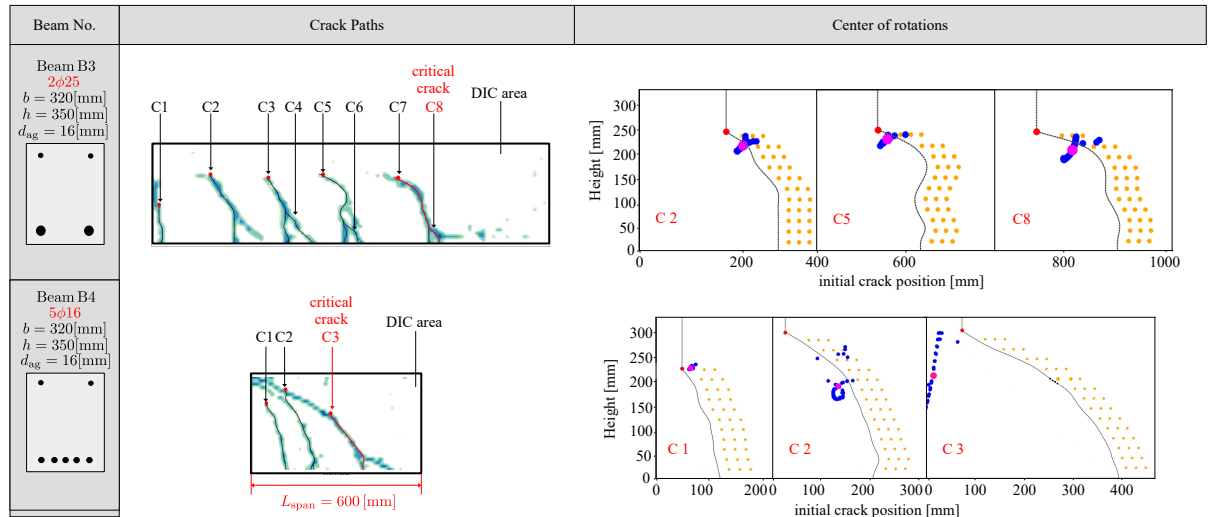 Beam No.
Crack Paths
Center of rotations
Beam B3
2ϕ25
b = 320[mm]
h = 350[mm]
d_ag = 16[mm]
C1
C2
C3
C4
C5
C6
C7
critical
crack
C8
DIC area
Height [mm]
300
250
200
150
100
50
0
C 2
C5
C8
0
200
400
600
800
1000
initial crack position [mm]
Beam B4
5ϕ16
b = 320[mm]
h = 350[mm]
d_ag = 16[mm]
C1
C2
critical
crack
C3
DIC area
L_span = 600 [mm]
Height [mm]
300
250
200
150
100
50
0
C 1
C 2
C 3
0
100
200
0
100
200
300
0
100
200
300
400
initial crack position [mm]